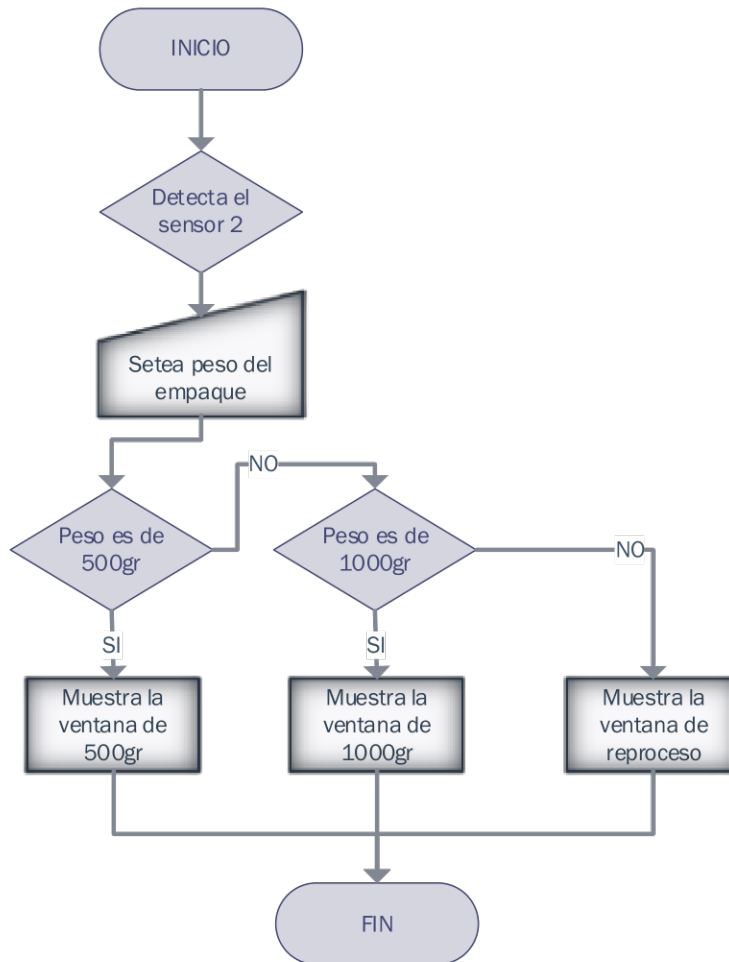 INICIO
Detecta el
sensor 2
Setea peso del
empaque
NO
Peso es de
500gr
Peso es de
1000gr
NO
SI
SI
Muestra la
ventana de
500gr
Muestra la
ventana de
1000gr
Muestra la
ventana de
reproceso
FIN